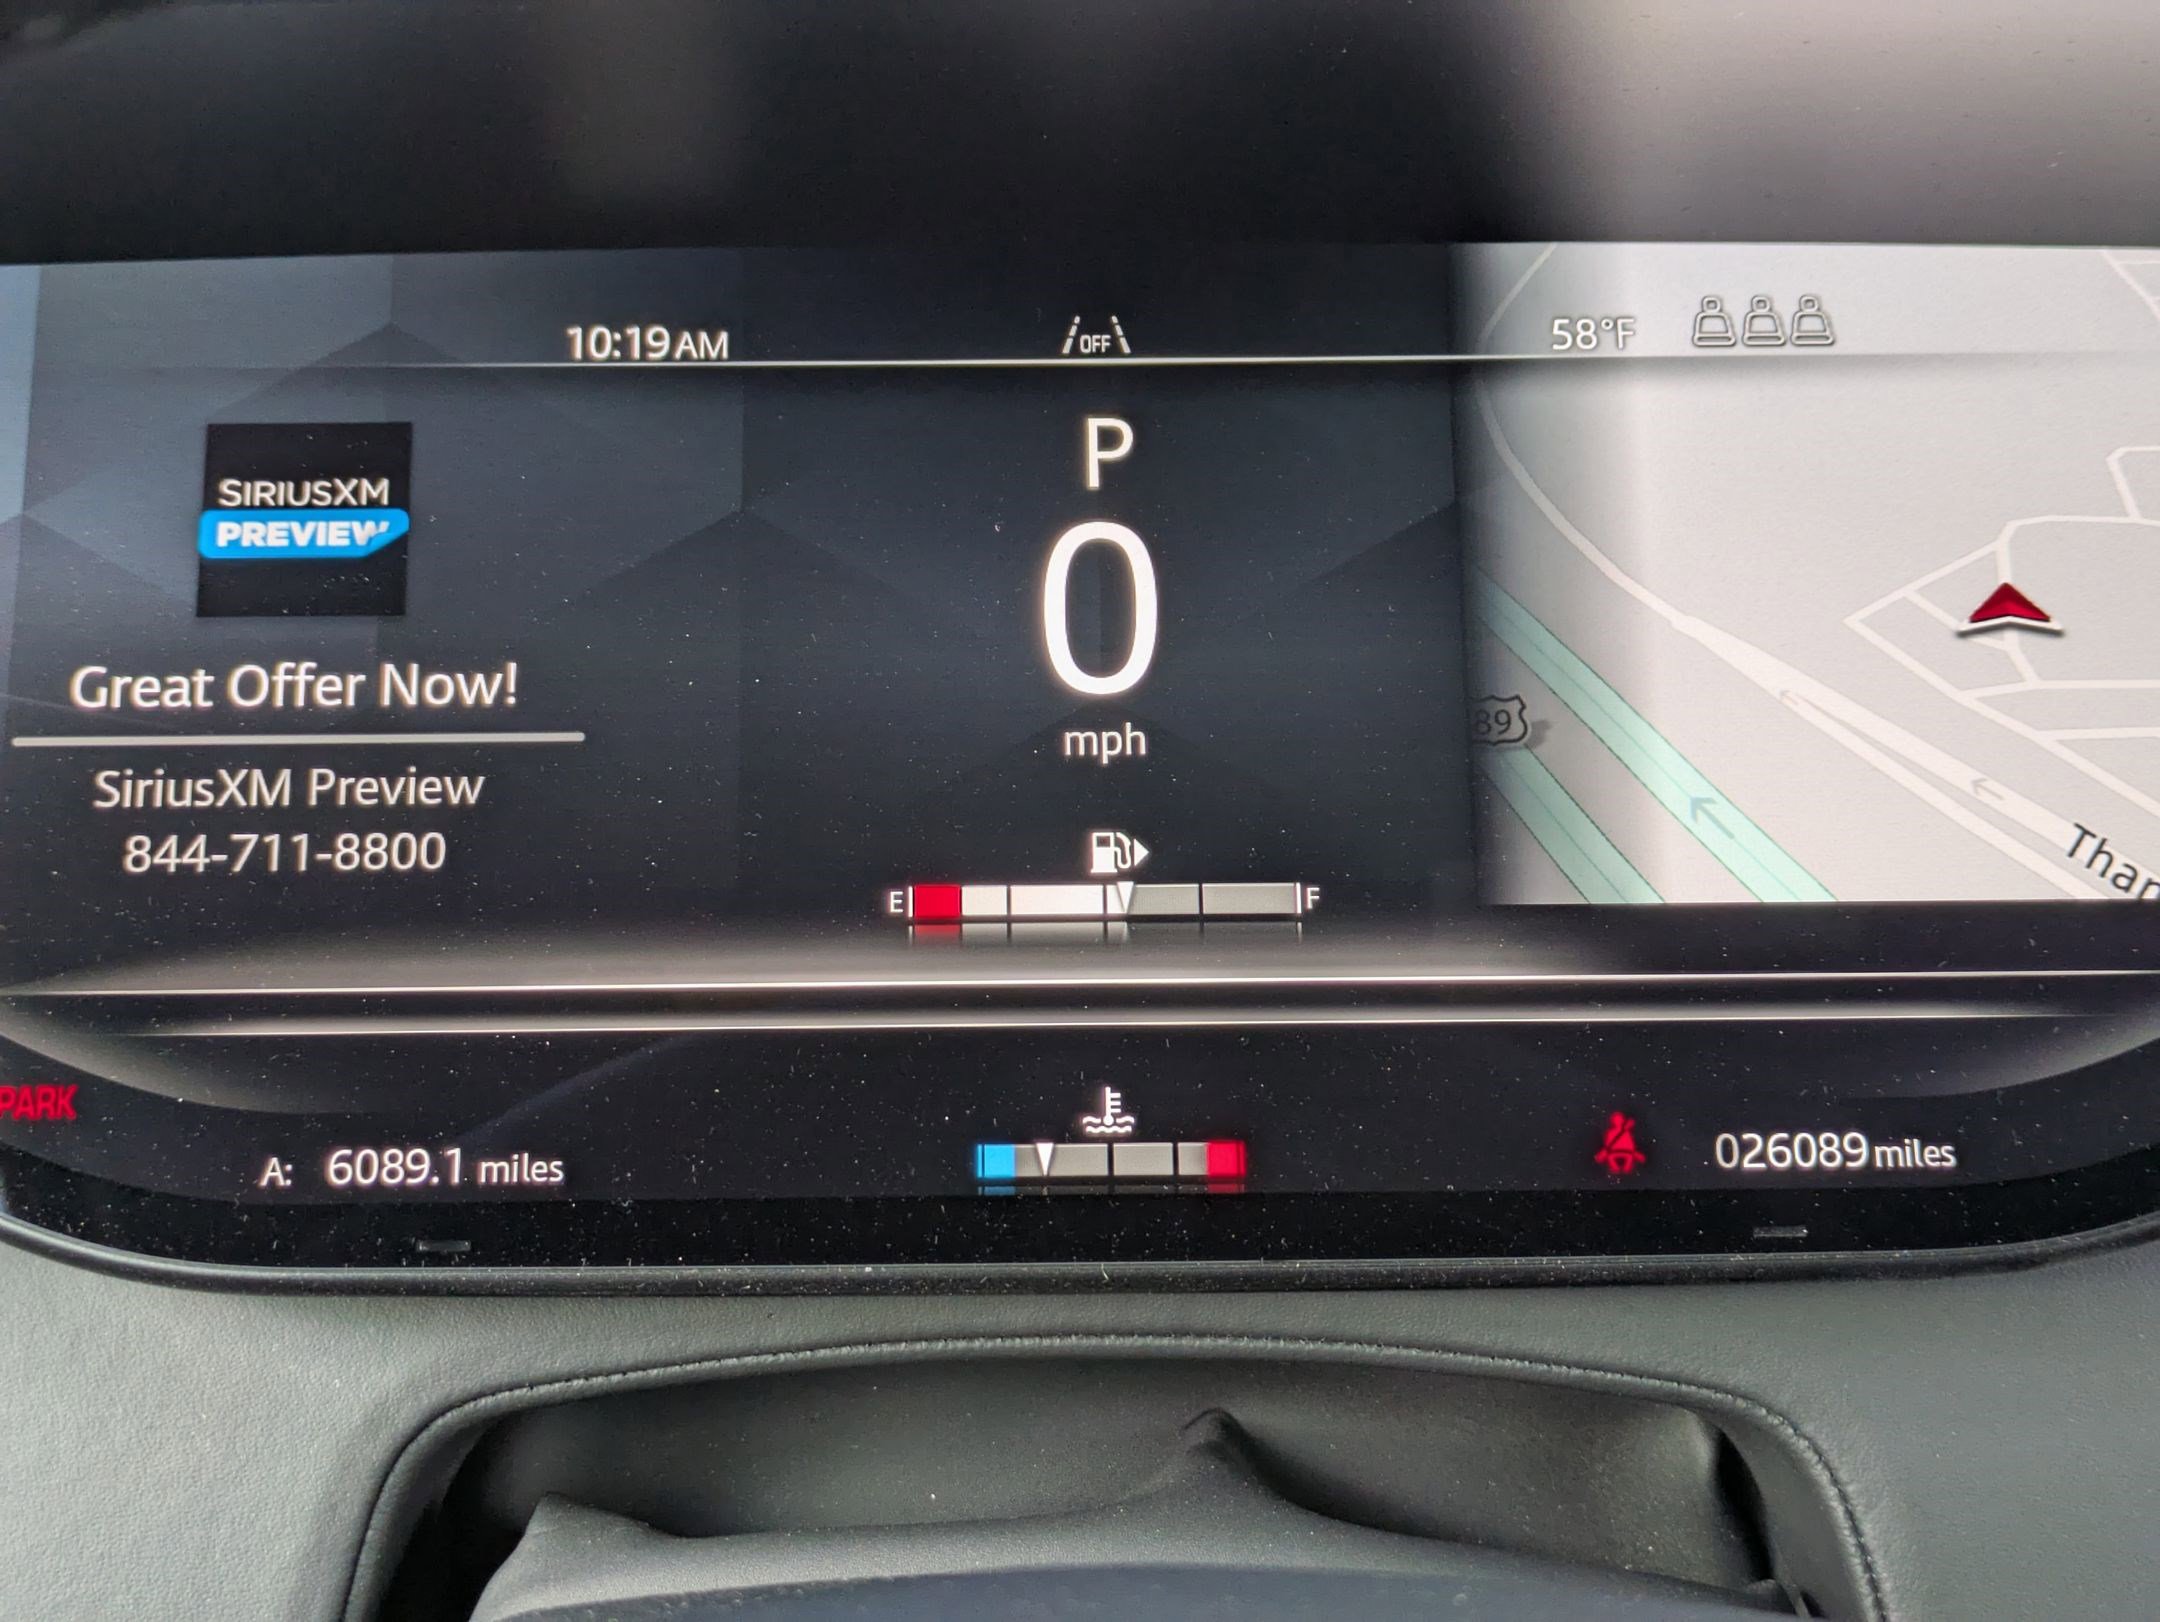 10:19 AM
OFF
58°F
SIRIUSXM
PREVIEW
Great Offer Now!
SiriusXM Preview
844-711-8800
P
0
mph
E F
89
PARK
A: 6089.1 miles
026089 miles